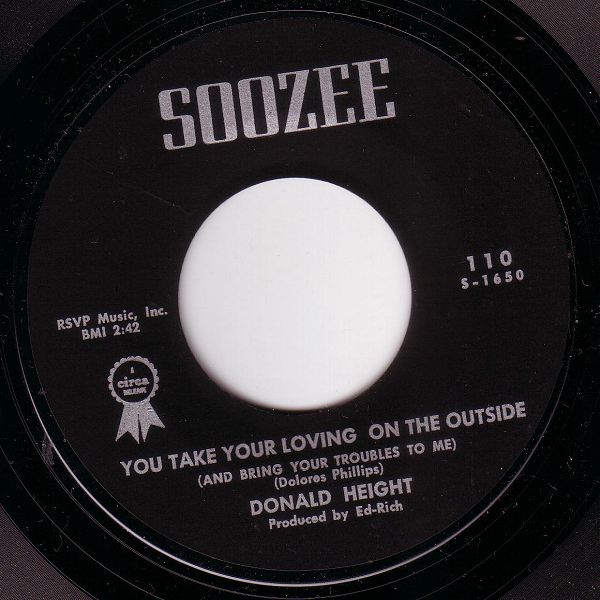 SOOZEE
110
S-1650
RSVP Music, Inc.
BMI 2:42
A
circa
RELEASE
YOU TAKE YOUR LOVING ON THE OUTSIDE
(AND BRING YOUR TROUBLES TO ME)
(Dolores Phillips)
DONALD HEIGHT
Produced by Ed-Rich